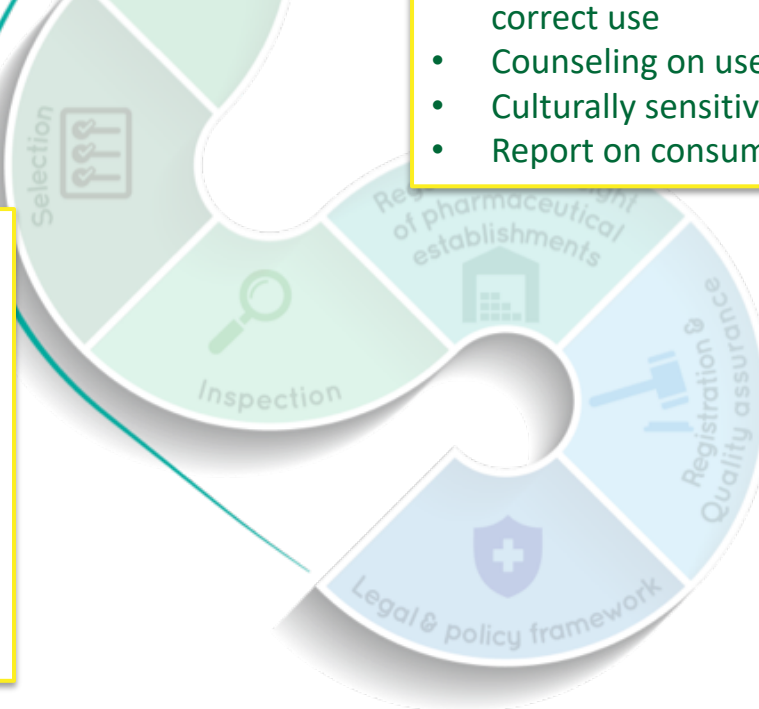 correct use
• Counseling on use
• Culturally sensitiv
• Report on consum
Selection
of pharmaceutical
establishments
Inspection
Registration &
Quality assurance
Legal & policy framework